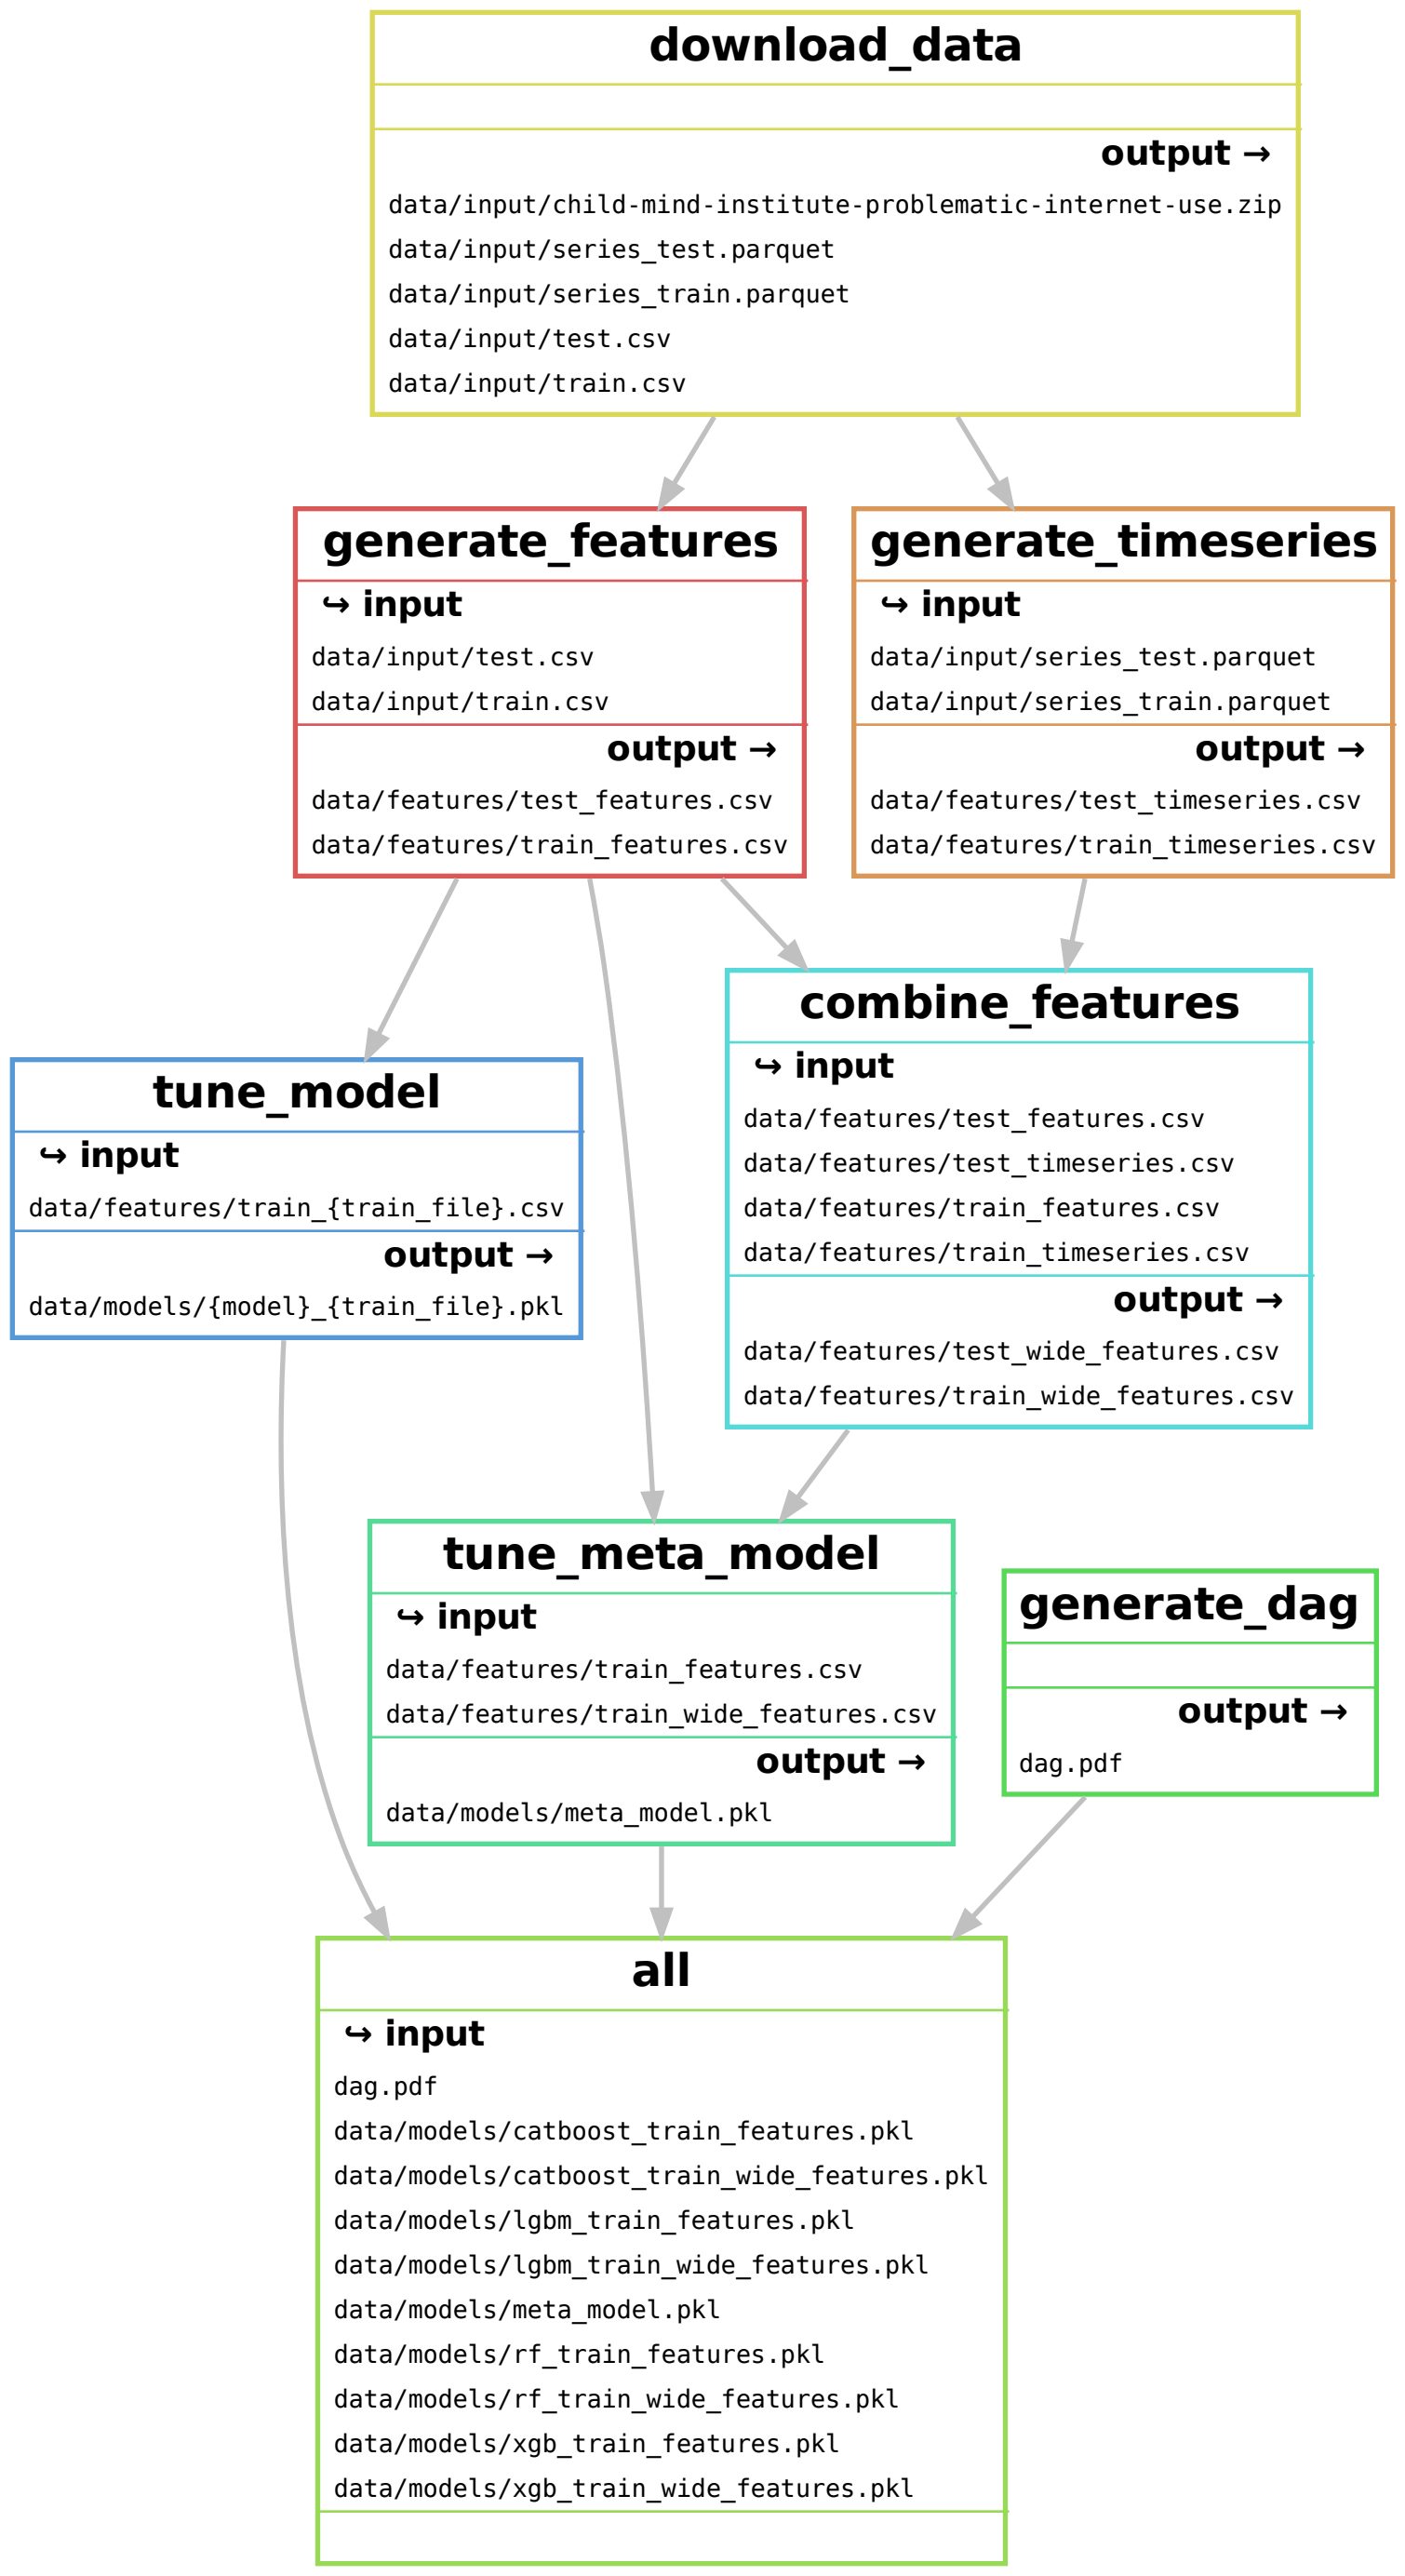 download_data
output →
data/input/child-mind-institute-problematic-internet-use.zip
data/input/series_test.parquet
data/input/series_train.parquet
data/input/test.csv
data/input/train.csv
generate_features
↪ input
data/input/test.csv
data/input/train.csv
output →
data/features/test_features.csv
data/features/train_features.csv
generate_timeseries
↪ input
data/input/series_test.parquet
data/input/series_train.parquet
output →
data/features/test_timeseries.csv
data/features/train_timeseries.csv
combine_features
↪ input
data/features/test_features.csv
data/features/test_timeseries.csv
data/features/train_features.csv
data/features/train_timeseries.csv
output →
data/features/test_wide_features.csv
data/features/train_wide_features.csv
tune_model
↪ input
data/features/train_{train_file}.csv
output →
data/models/{model}_{train_file}.pkl
tune_meta_model
↪ input
data/features/train_features.csv
data/features/train_wide_features.csv
output →
data/models/meta_model.pkl
generate_dag
output →
dag.pdf
all
↪ input
dag.pdf
data/models/catboost_train_features.pkl
data/models/catboost_train_wide_features.pkl
data/models/lgbm_train_features.pkl
data/models/lgbm_train_wide_features.pkl
data/models/meta_model.pkl
data/models/rf_train_features.pkl
data/models/rf_train_wide_features.pkl
data/models/xgb_train_features.pkl
data/models/xgb_train_wide_features.pkl